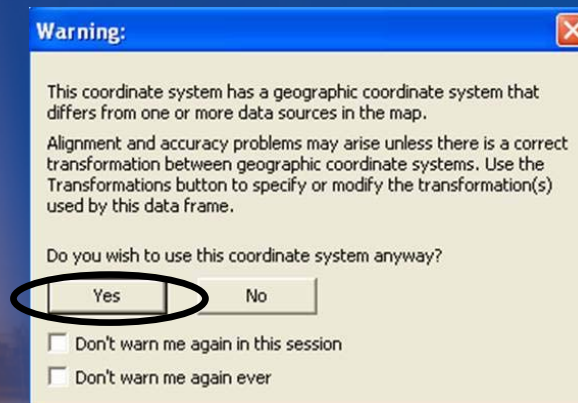 Warning:
This coordinate system has a geographic coordinate system that
differs from one or more data sources in the map.
Alignment and accuracy problems may arise unless there is a correct
transformation between geographic coordinate systems. Use the
Transformations button to specify or modify the transformation(s)
used by this data frame.
Do you wish to use this coordinate system anyway?
Yes No
Don't warn me again in this session
Don't warn me again ever